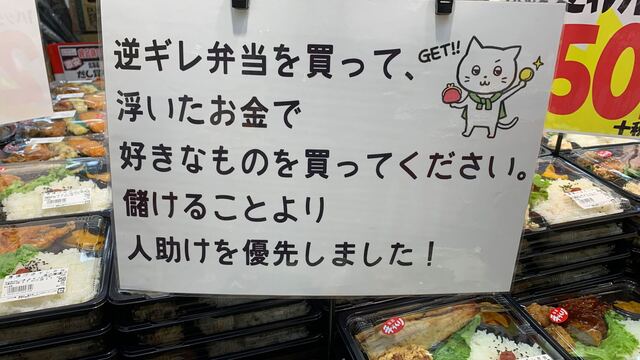 逆ギレ弁当を買って、
浮いたお金で
好きなものを買ってください。
儲けることより
人助けを優先しました！
GET!!
50